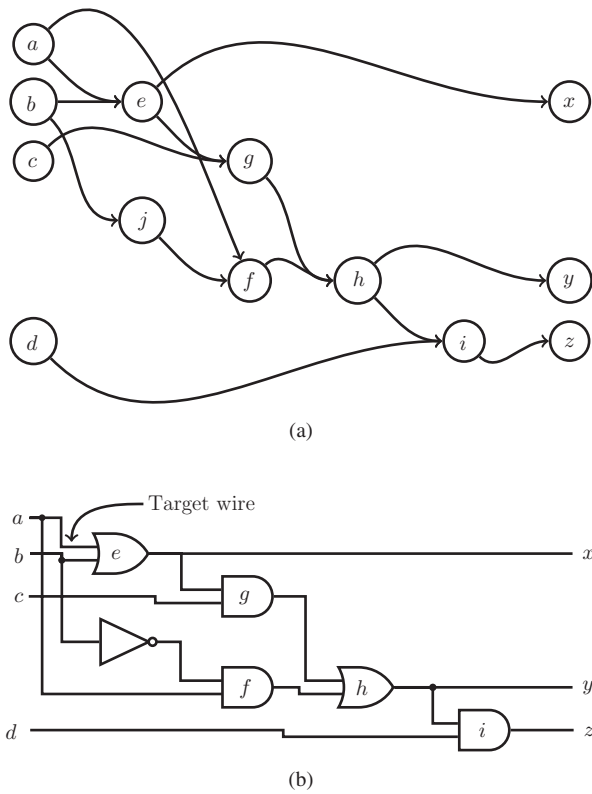 a
b e x
c g
j
f h y
d i z
(a)
Target wire
a
b e x
c g
f h y
d i z
(b)